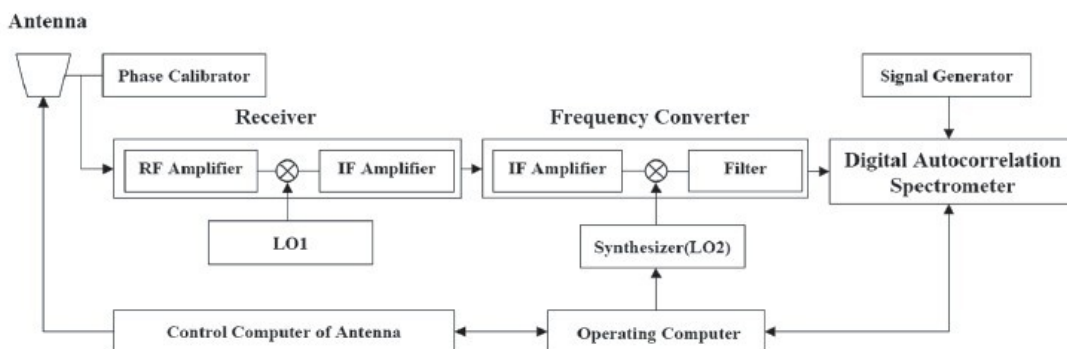 Antenna
Phase Calibrator
Signal Generator
Receiver
Frequency Converter
RF Amplifier
IF Amplifier
IF Amplifier
Filter
Digital Autocorrelation
Spectrometer
LO1
Synthesizer(LO2)
Control Computer of Antenna
Operating Computer